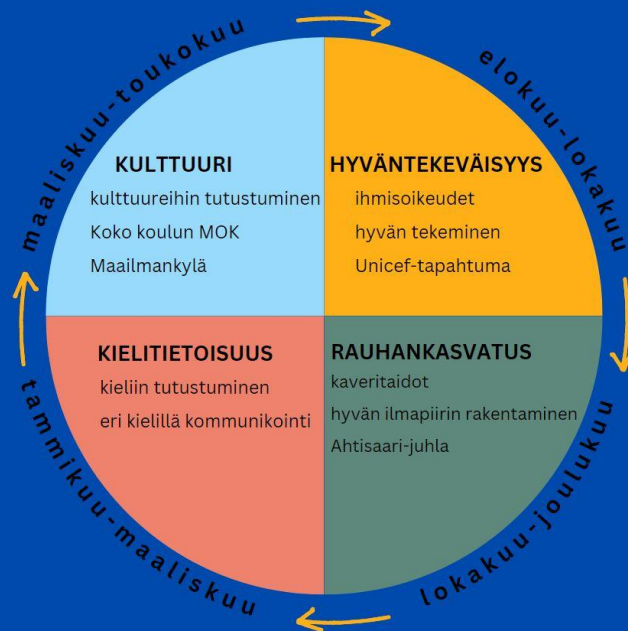 maaliskuu-toukokuu
elokuu-lokakuu
KULTTUURI
kulttuureihin tutustuminen
Koko koulun MOK
Maailmankylä
HYVÄNTEKEVÄISYYS
ihmisoikeudet
hyvän tekeminen
Unicef-tapahtuma
KIELITIETOISUUS
kieliin tutustuminen
eri kielillä kommunikointi
RAUHANKASVATUS
kaveritaidot
hyvän ilmapiirin rakentaminen
Ahtisaari-juhla
tammikuu-maaliskuu
lokakuu-joulukuu